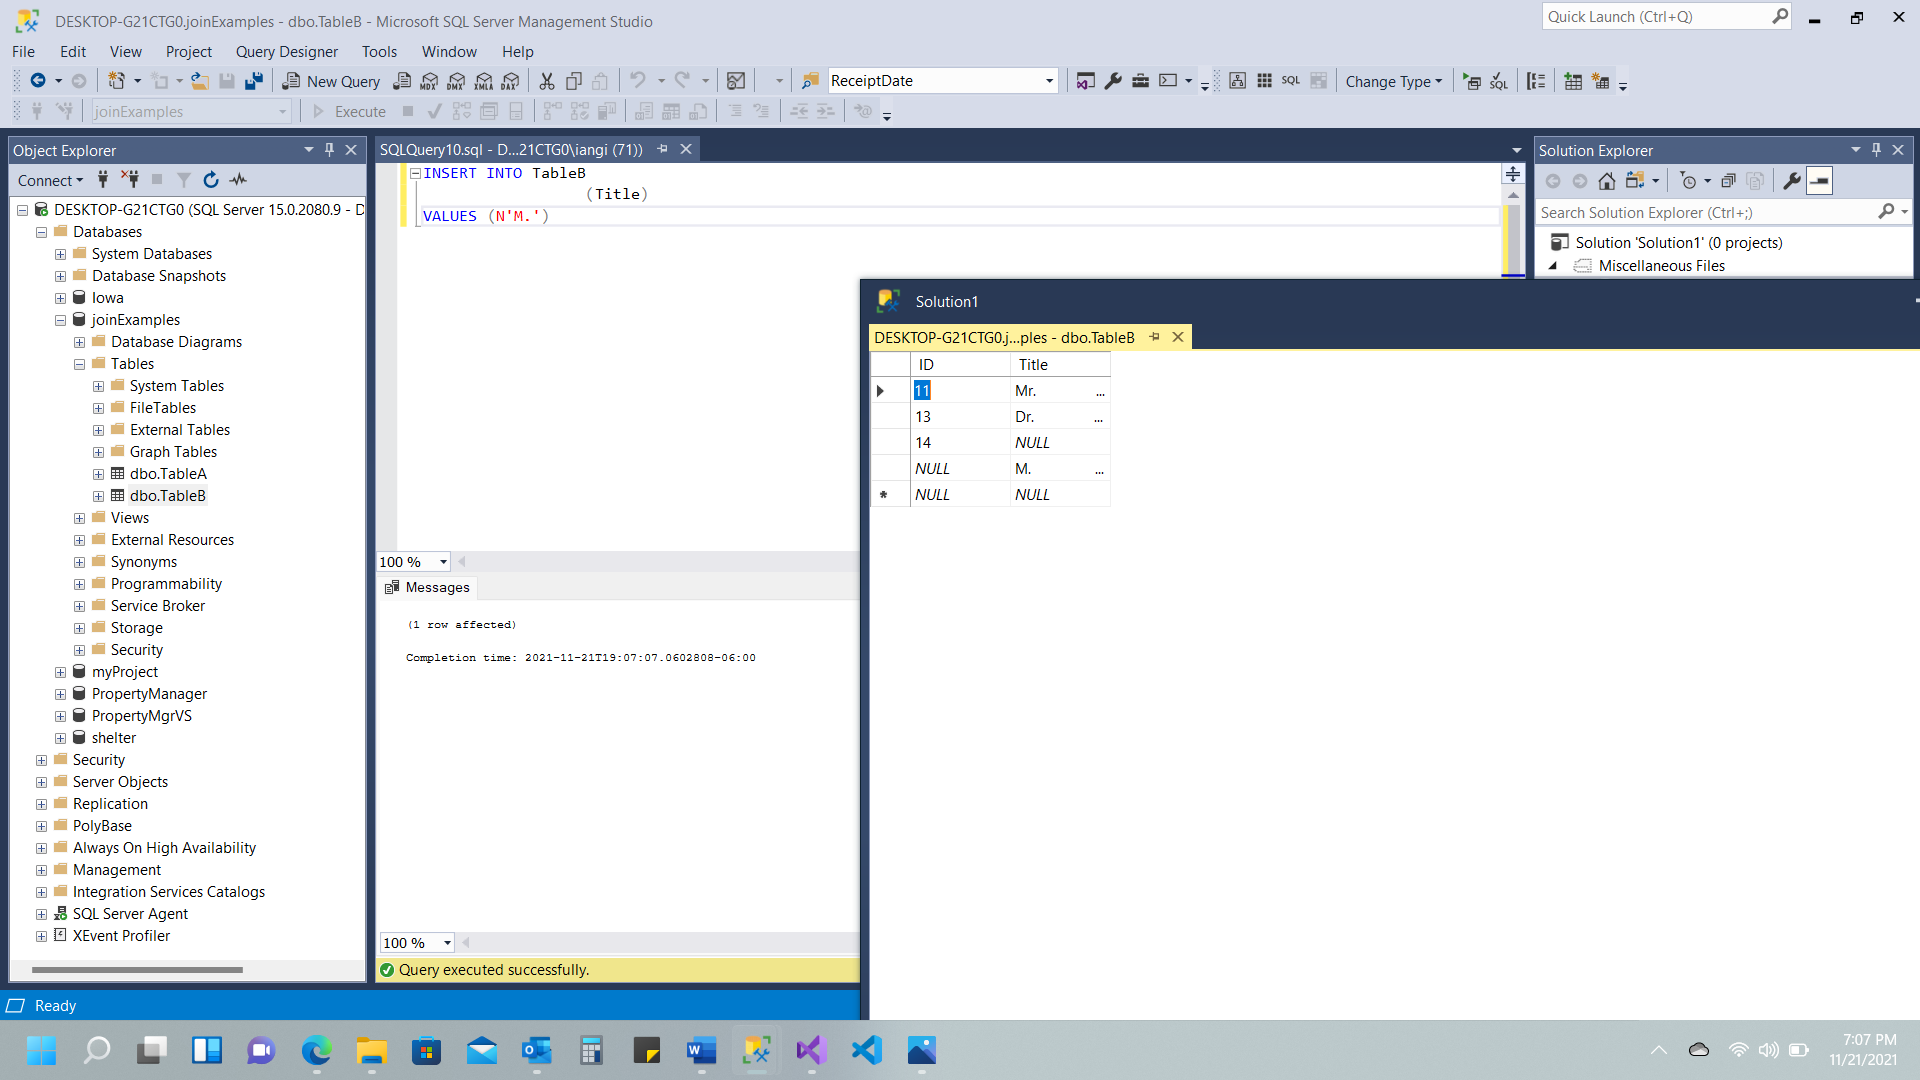 DESKTOP-G21CTG0.joinExamples - dbo.TableB - Microsoft SQL Server Management Studio
Quick Launch (Ctrl+Q)
File Edit View Project Query Designer Tools Window Help
New Query MDX DMX XMLA DAX ReceiptDate SQL Change Type SQL
joinExamples Execute
Object Explorer
Connect
DESKTOP-G21CTG0 (SQL Server 15.0.2080.9 - D
Databases
System Databases
Database Snapshots
Iowa
joinExamples
Database Diagrams
Tables
System Tables
FileTables
External Tables
Graph Tables
dbo.TableA
dbo.TableB
Views
External Resources
Synonyms
Programmability
Service Broker
Storage
Security
myProject
PropertyManager
PropertyMgrVS
shelter
Security
Server Objects
Replication
PolyBase
Always On High Availability
Management
Integration Services Catalogs
SQL Server Agent
XEvent Profiler
SQLQuery10.sql - D...21CTG0\iangi (71))
INSERT INTO TableB
(Title)
VALUES (N'M.')
100 %
Messages
(1 row affected)
Completion time: 2021-11-21T19:07:07.0602808-06:00
100 %
Query executed successfully.
Solution Explorer
Search Solution Explorer (Ctrl+;)
Solution 'Solution1' (0 projects)
Miscellaneous Files
Solution1
DESKTOP-G21CTG0.j...ples - dbo.TableB
ID Title
11 Mr. ...
13 Dr. ...
14 NULL
NULL M. ...
* NULL NULL
Ready
7:07 PM
11/21/2021